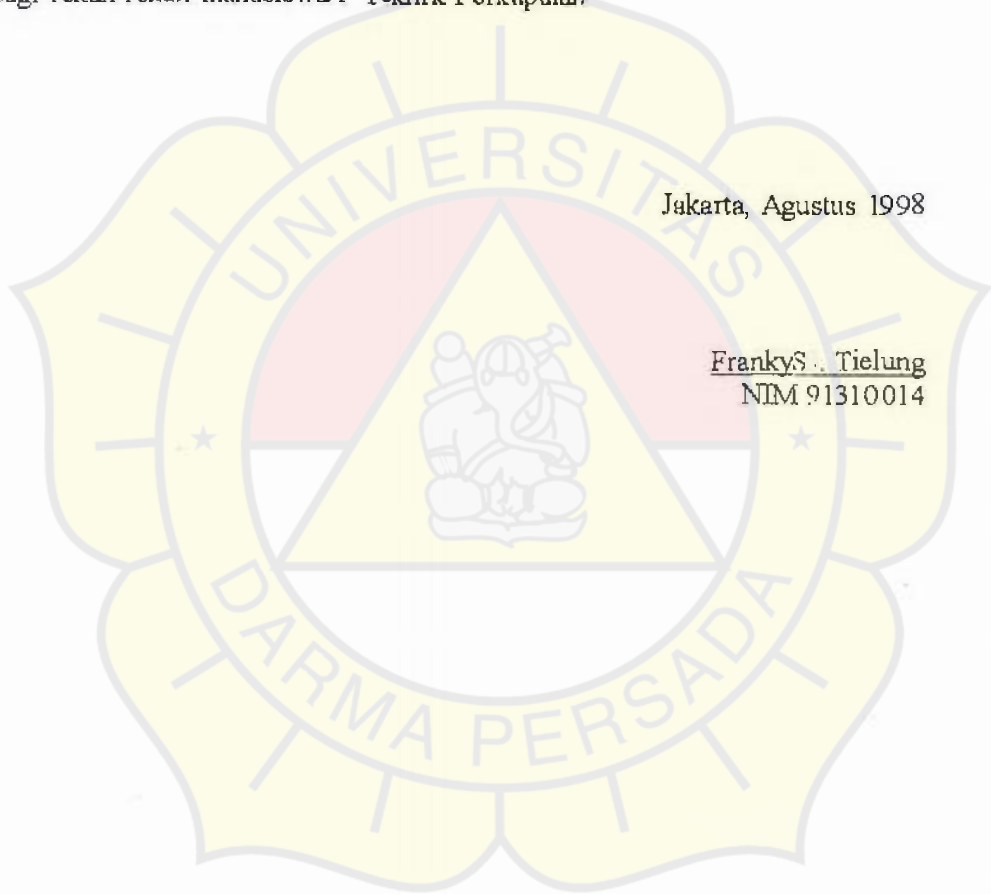 Jakarta, Agustus 1998
FrankyS . . Tielung
NIM 91310014
UNIVERSITAS
DARMA PERSADA